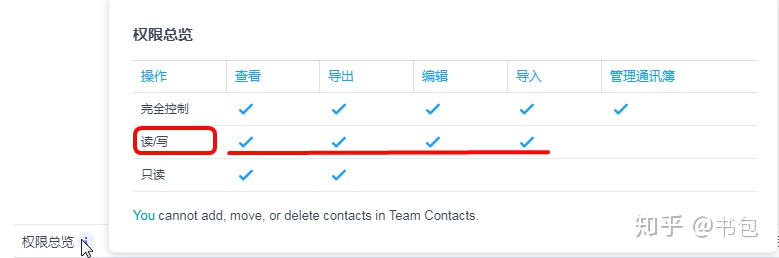 权限总览
操作 查看 导出 编辑 导入 管理通讯簿
完全控制 ✓ ✓ ✓ ✓ ✓
读/写 ✓ ✓ ✓ ✓
只读 ✓ ✓
You cannot add, move, or delete contacts in Team Contacts.
权限总览 i
知乎 @书包